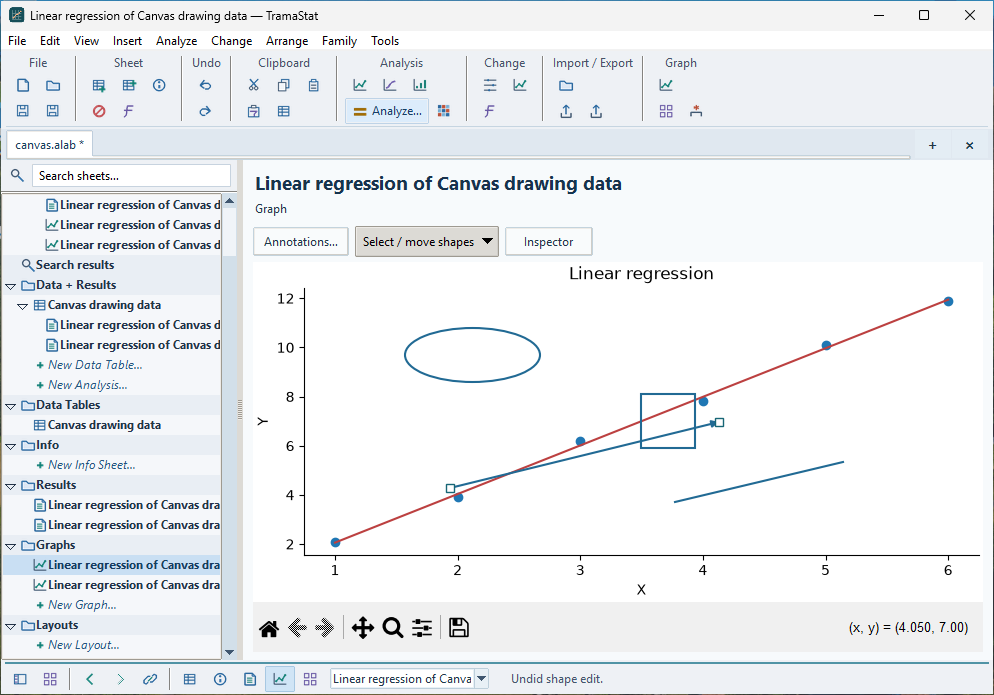 Linear regression of Canvas drawing data — TramaStat
File Edit View Insert Analyze Change Arrange Family Tools
File Sheet Undo Clipboard Analysis Change Import / Export Graph
Analyze...
canvas.alab *
Search sheets...
Linear regression of Canvas d
Linear regression of Canvas d
Linear regression of Canvas d
Search results
Data + Results
Canvas drawing data
Linear regression of Canvas d
Linear regression of Canvas d
+ New Data Table...
+ New Analysis...
Data Tables
Canvas drawing data
Info
+ New Info Sheet...
Results
Linear regression of Canvas dra
Linear regression of Canvas dra
Graphs
Linear regression of Canvas dra
Linear regression of Canvas dra
+ New Graph...
Layouts
+ New Layout...
Linear regression of Canvas drawing data
Graph
Annotations... Select / move shapes Inspector
Linear regression
12
10
8
6
4
2
Y
1 2 3 4 5 6
X
(x, y) = (4.050, 7.00)
Linear regression of Canva Undid shape edit.